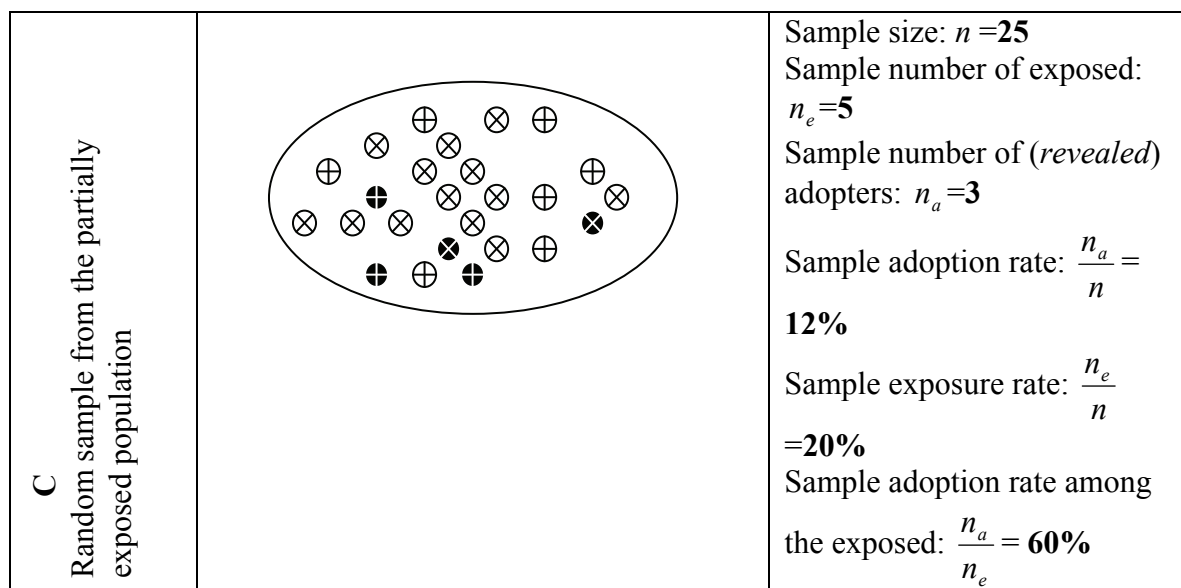 C
Random sample from the partially
exposed population
Sample size: n =25
Sample number of exposed:
n_e=5
Sample number of (revealed)
adopters: n_a=3
Sample adoption rate: n_a/n =
12%
Sample exposure rate: n_e/n
=20%
Sample adoption rate among
the exposed: n_a/n_e = 60%